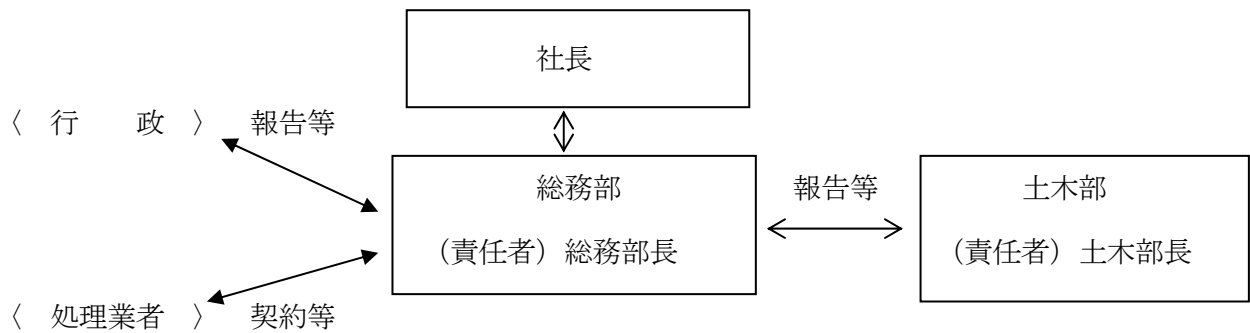 社長
〈 行 政 〉 報告等
総務部
(責任者)総務部長
報告等
土木部
(責任者)土木部長
〈 処理業者 〉 契約等